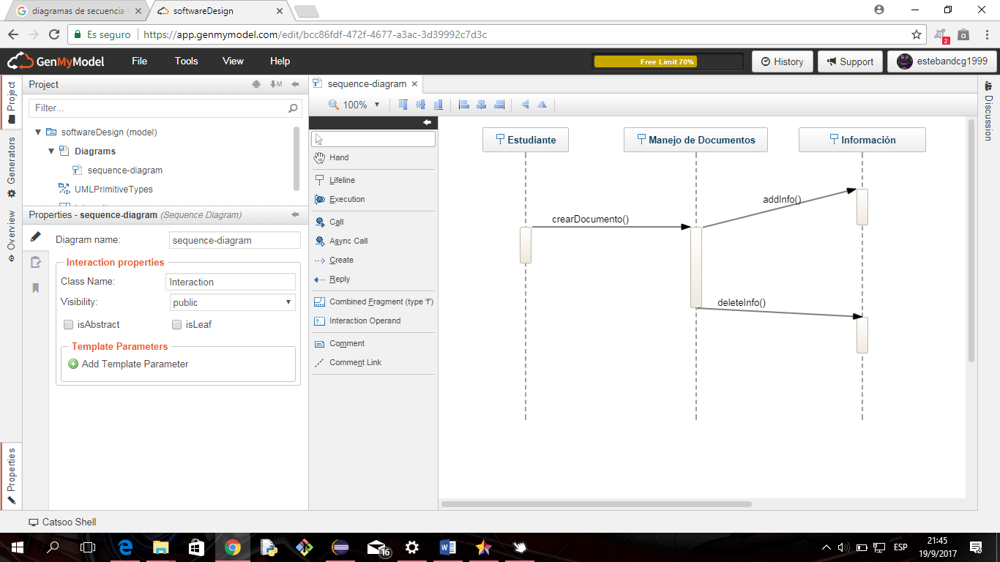 diagramas de secuencia
softwareDesign
Es seguro
https://app.genmymodel.com/edit/bcc86fdf-472f-4677-a3ac-3d39992c7d3c
2
GenMyModel
File
Tools
View
Help
Free Limit 70%
History
Support
estebandcg1999
Project
Generators
Overview
Properties
Project
M
Filter...
softwareDesign (model)
Diagrams
sequence-diagram
UMLPrimitiveTypes
Properties - sequence-diagram (Sequence Diagram)
Diagram name:
sequence-diagram
Interaction properties
Class Name:
Interaction
Visibility:
public
isAbstract
isLeaf
Template Parameters
Add Template Parameter
sequence-diagram
100%
Hand
Lifeline
Execution
Call
Async Call
Create
Reply
Combined Fragment (type 'f')
Interaction Operand
Comment
Comment Link
Estudiante
Manejo de Documentos
Información
addInfo()
crearDocumento()
deleteInfo()
Discussion
Catsoo Shell
16
ESP
21:45
19/9/2017